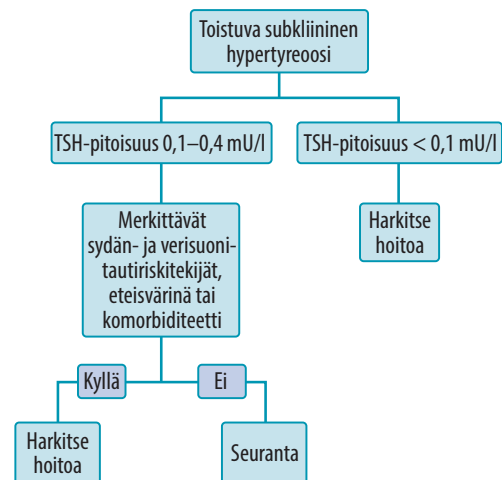 Toistuva subkliininen
hypertyreoosi
TSH-pitoisuus 0,1–0,4 mU/l
TSH-pitoisuus < 0,1 mU/l
Merkittävät
sydän- ja verisuoni-
tautiriskitekijät,
eteisvärinä tai
komorbiditeetti
Harkitse
hoitoa
Kyllä
Ei
Harkitse
hoitoa
Seuranta